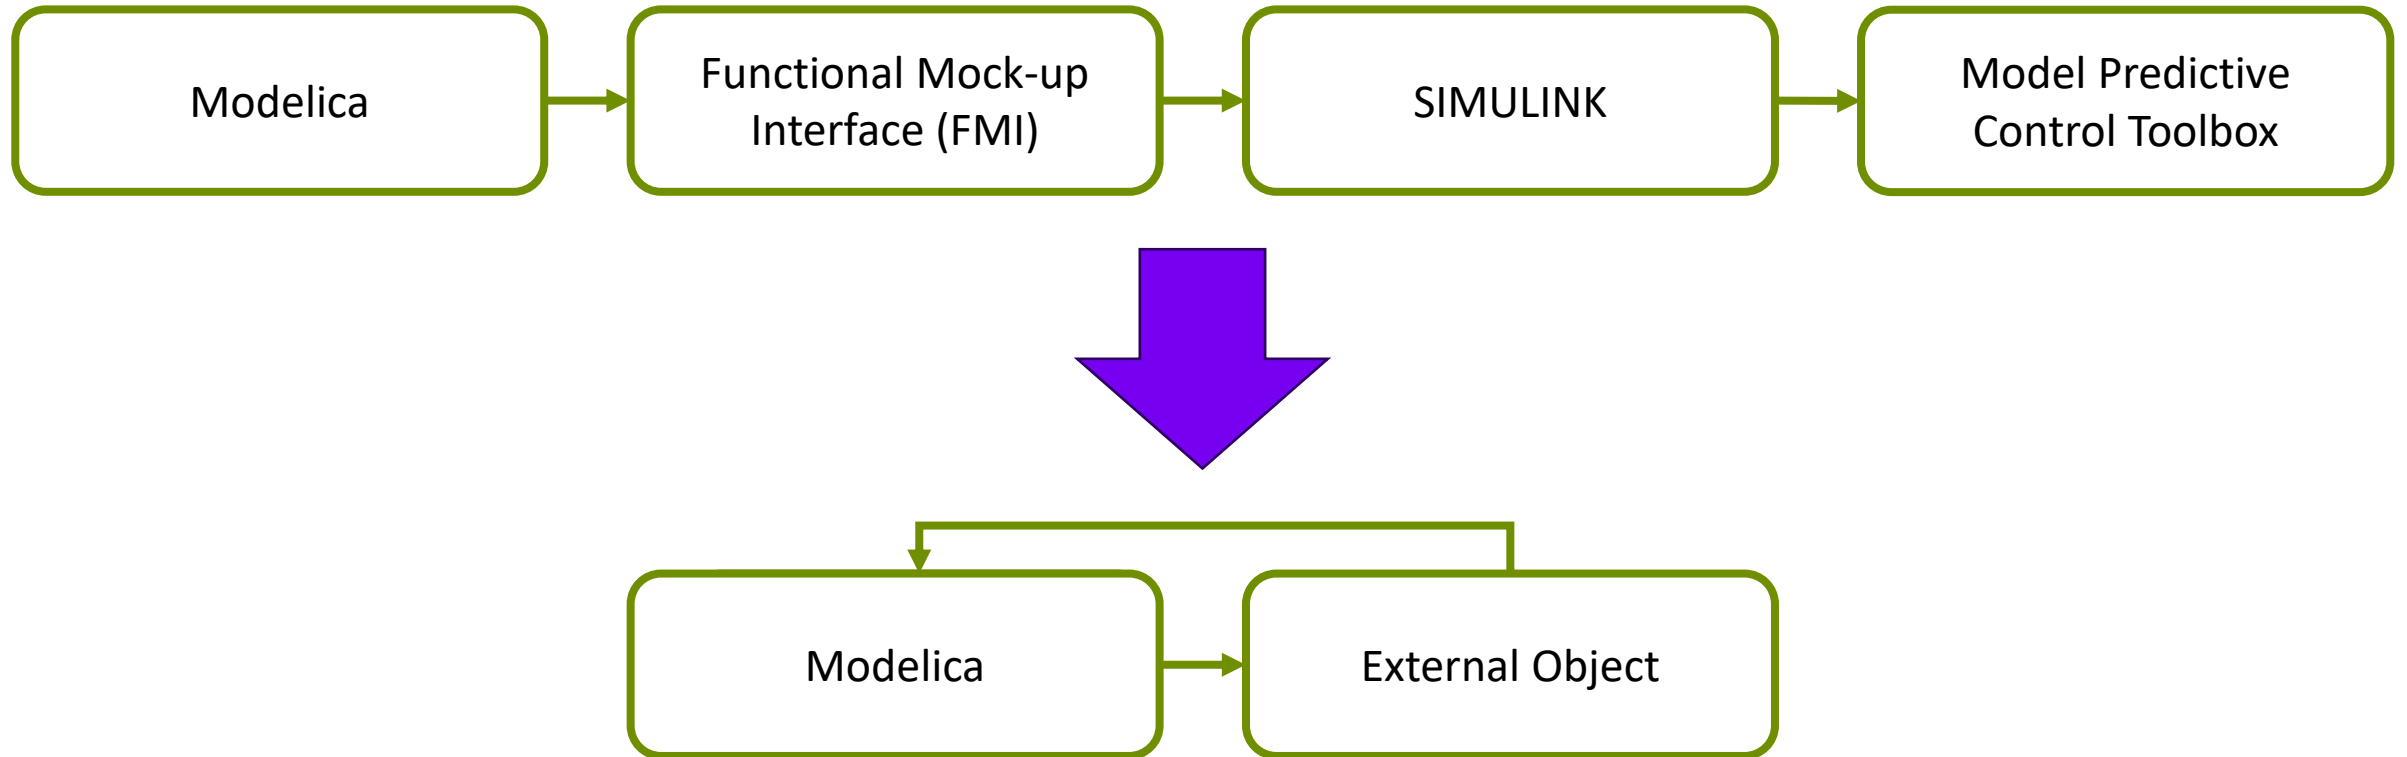 Modelica
Functional Mock-up
Interface (FMI)
SIMULINK
Model Predictive
Control Toolbox
Modelica
External Object